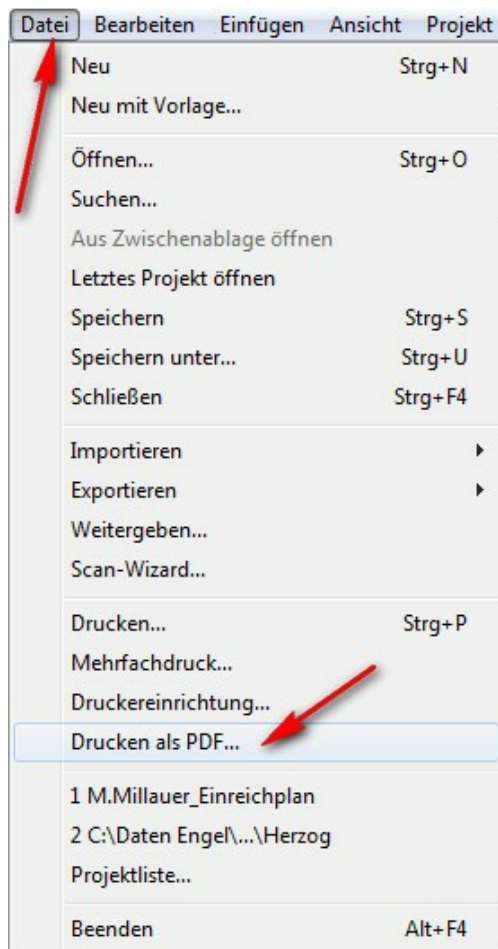 Datei Bearbeiten Einfügen Ansicht Projekt
Neu Strg+N
Neu mit Vorlage...
Öffnen... Strg+O
Suchen...
Aus Zwischenablage öffnen
Letztes Projekt öffnen
Speichern Strg+S
Speichern unter... Strg+U
Schließen Strg+F4
Importieren
Exportieren
Weitergeben...
Scan-Wizard...
Drucken... Strg+P
Mehrfachdruck...
Druckereinrichtung...
Drucken als PDF...
1 M.Millauer_Einreichplan
2 C:\Daten Engel\...\Herzog
Projektliste...
Beenden Alt+F4